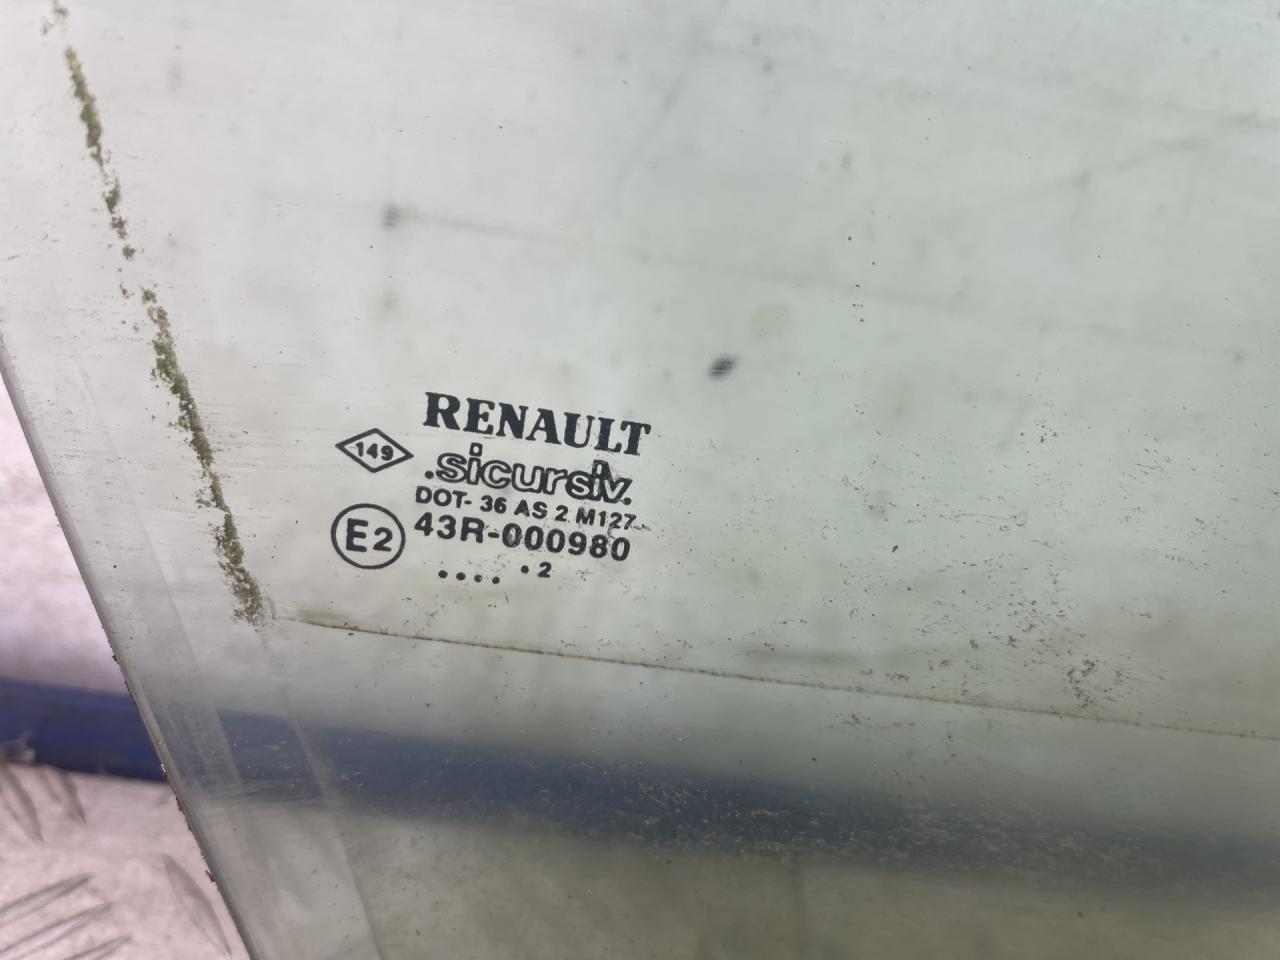 RENAULT
149
.sicursiv.
DOT- 36 AS 2 M127
E2
43R-000980
.... .2